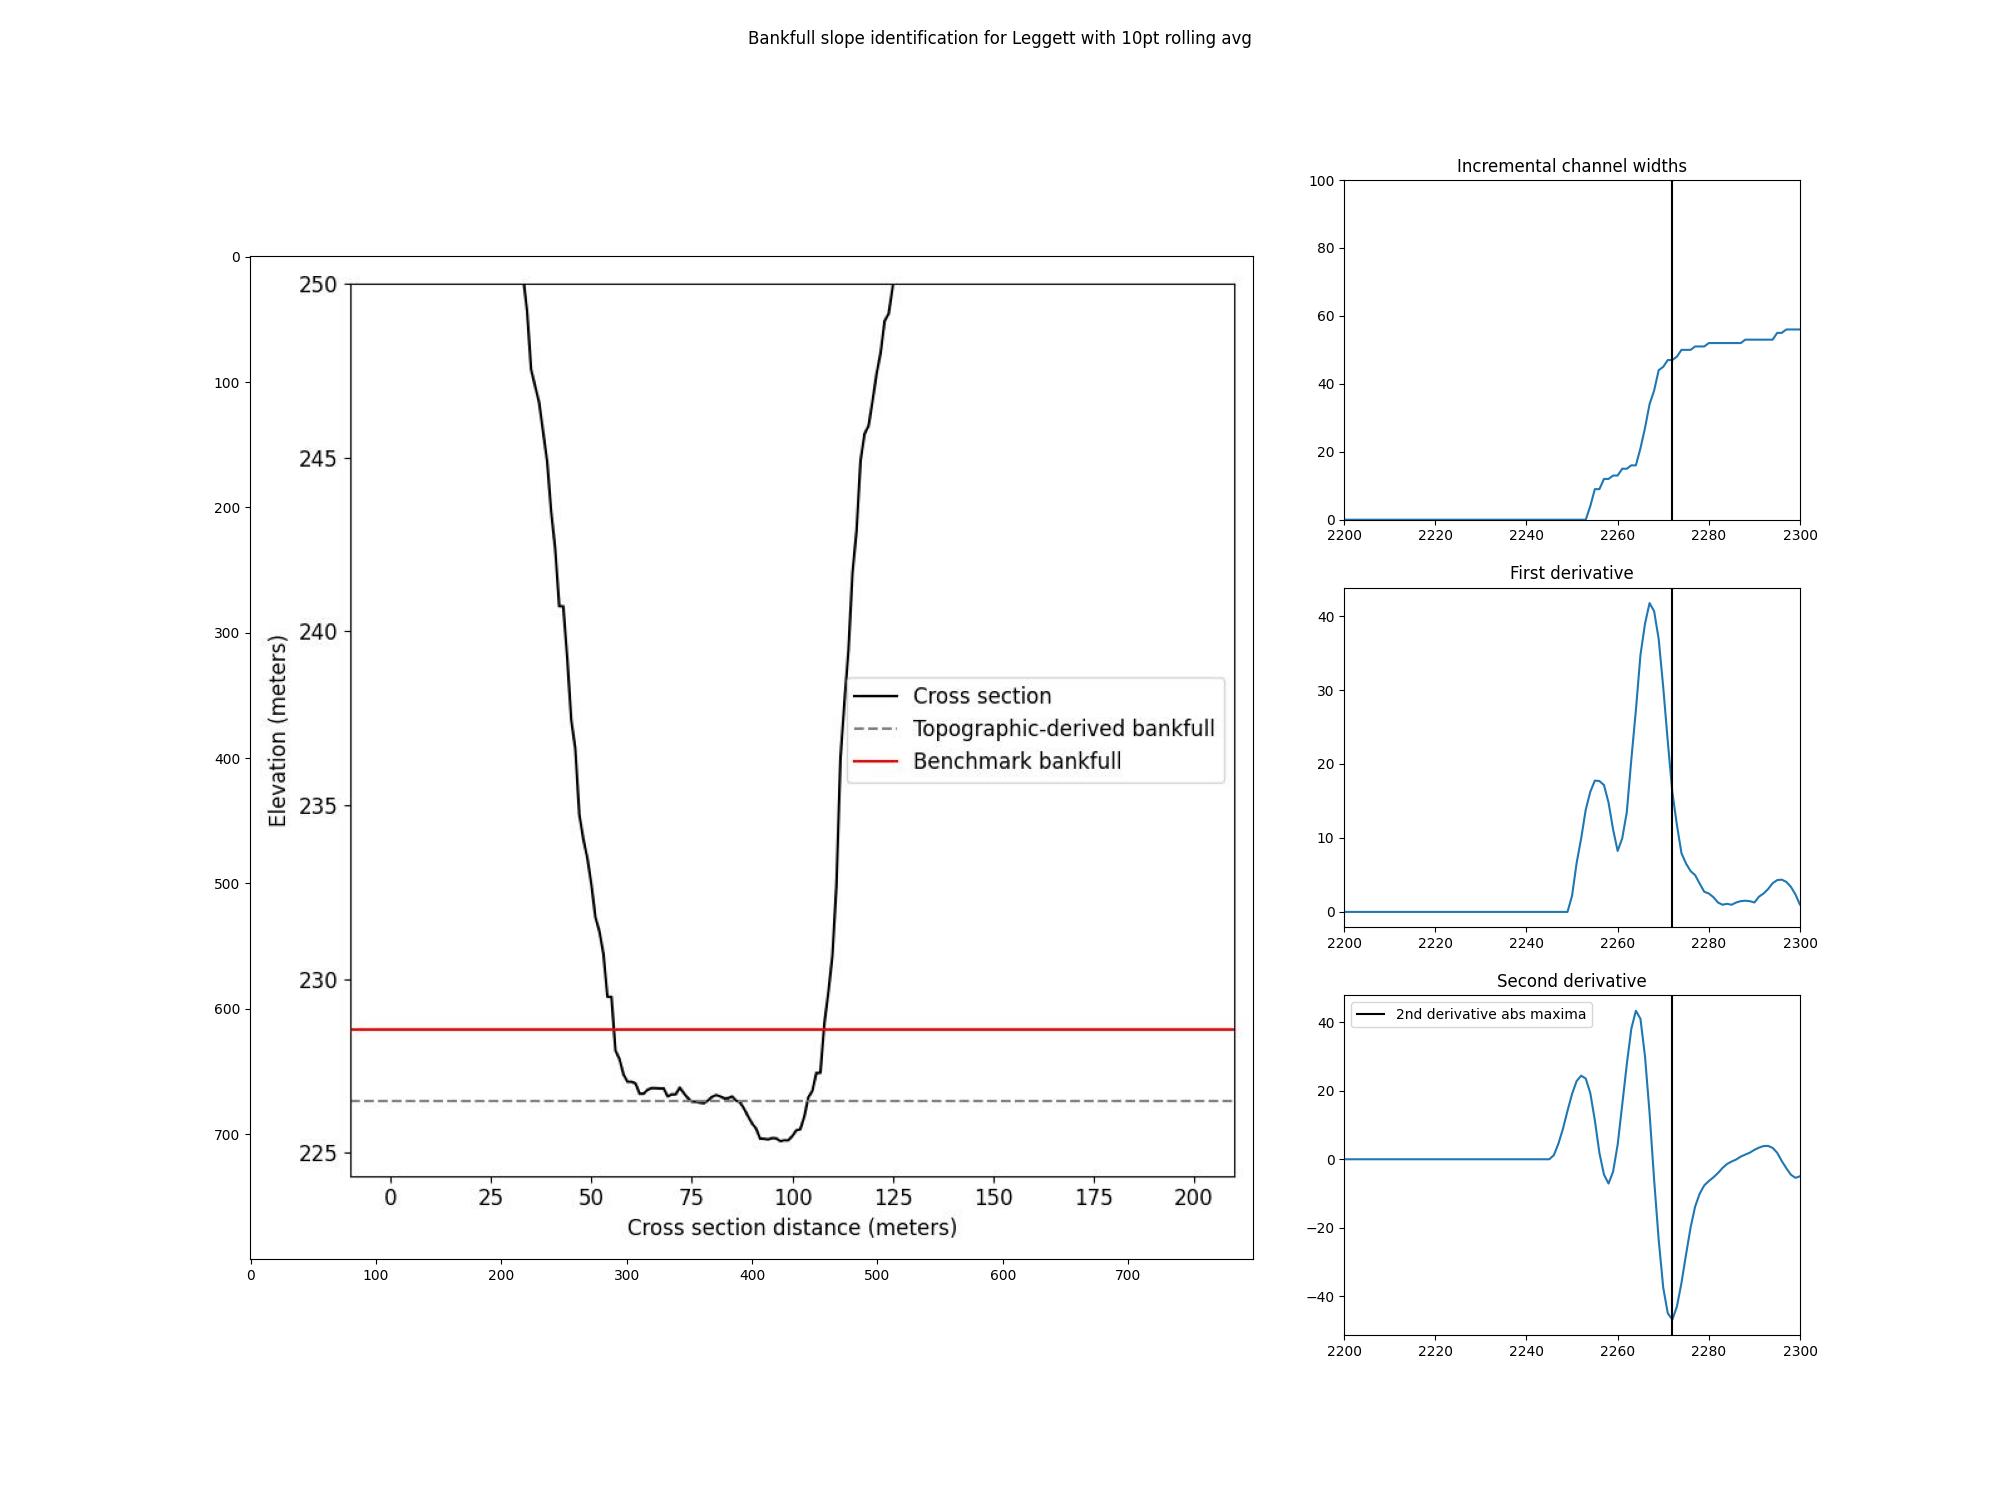 Bankfull slope identification for Leggett with 10pt rolling avg
0
100
200
300
400
500
600
700
Elevation (meters)
250
245
240
235
230
225
Cross section
Topographic-derived bankfull
Benchmark bankfull
0 25 50 75 100 125 150 175 200
Cross section distance (meters)
0 100 200 300 400 500 600 700
Incremental channel widths
100
80
60
40
20
0
2200 2220 2240 2260 2280 2300
First derivative
40
30
20
10
0
2200 2220 2240 2260 2280 2300
Second derivative
2nd derivative abs maxima
40
20
0
−20
−40
2200 2220 2240 2260 2280 2300